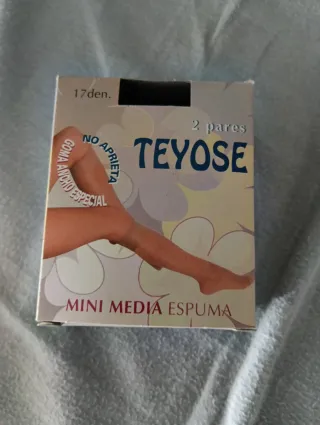 17den.
2 pares
TEYOSE
NO APRIETA
GOMA ANCHO ESPECIAL
MINI MEDIA ESPUMA